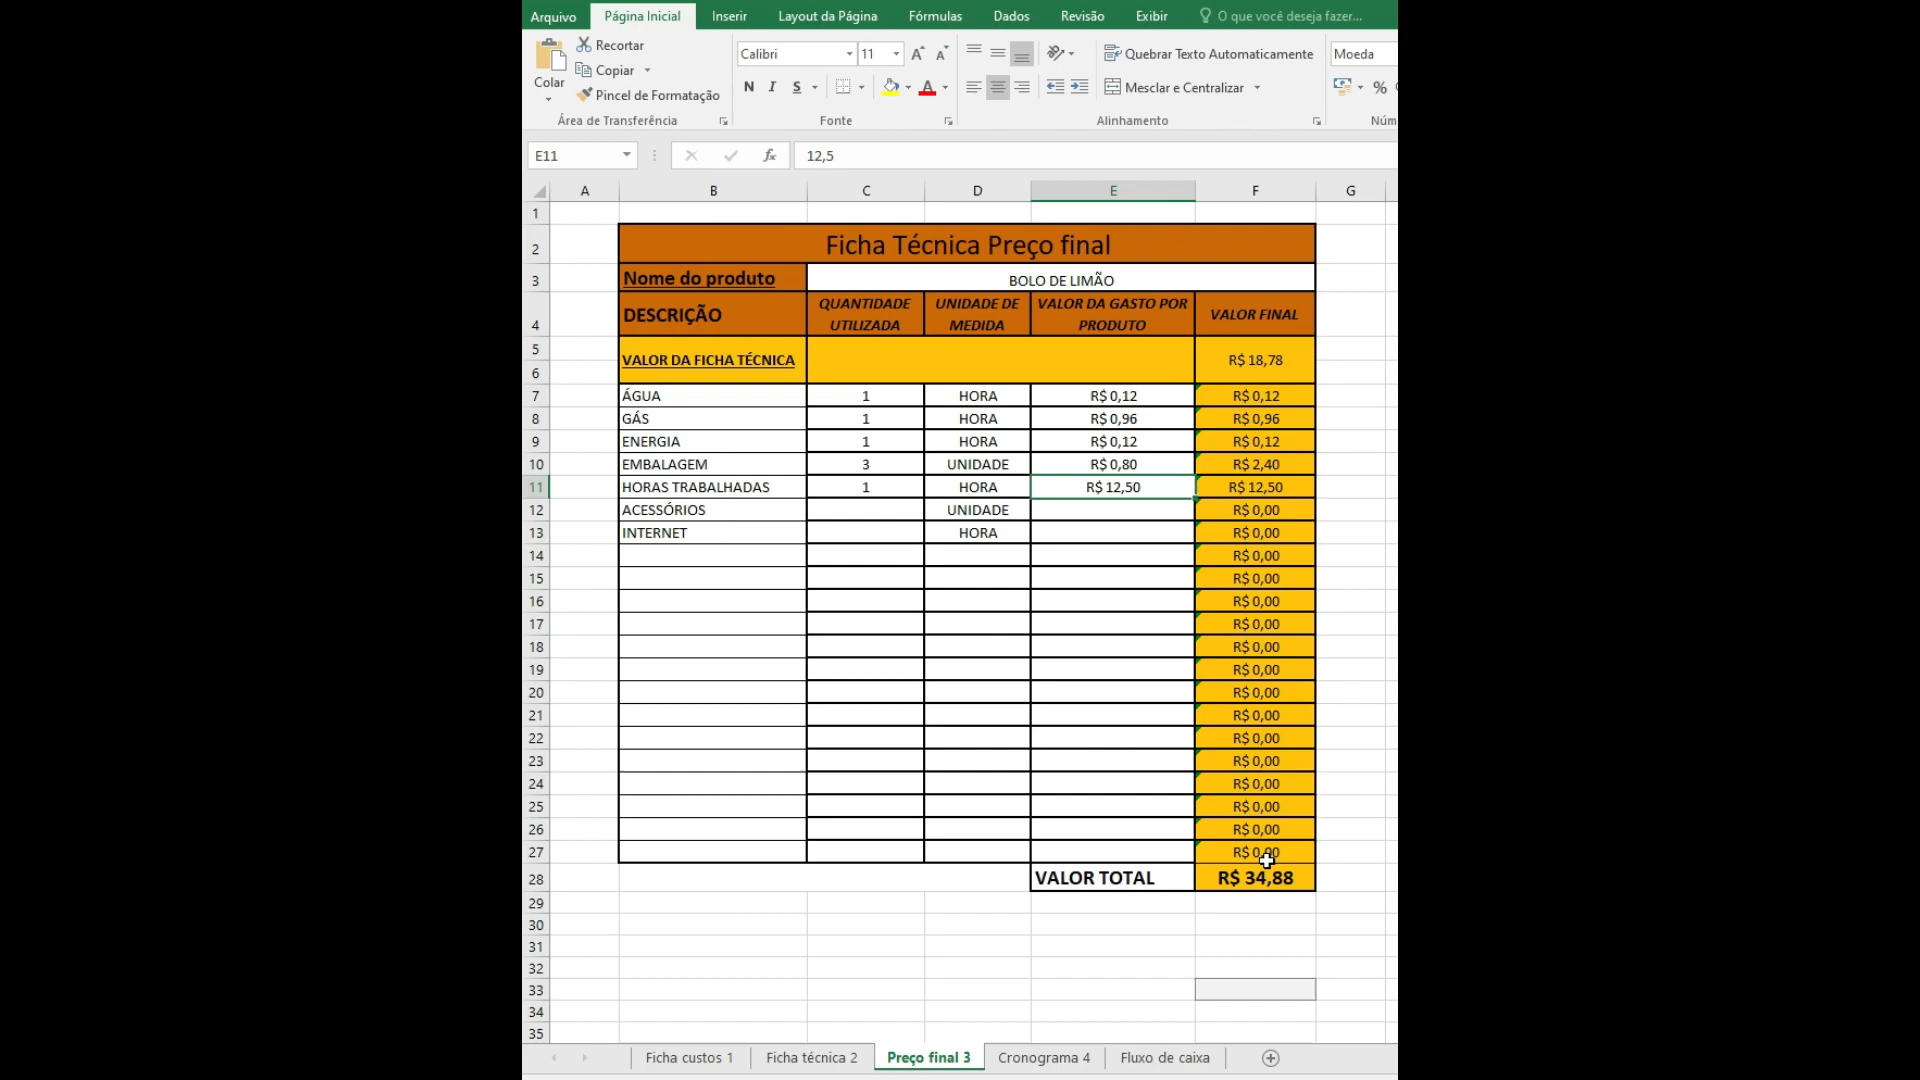 Arquivo Página Inicial Inserir Layout da Página Fórmulas Dados Revisão Exibir O que você deseja fazer...
Colar
Recortar
Copiar
Pincel de Formatação
Área de Transferência
Calibri 11
N I S
Fonte
Quebrar Texto Automaticamente
Mesclar e Centralizar
Alinhamento
Moeda
%
Núm
E11 fx 12,5
A B C D E F G
1
2 Ficha Técnica Preço final
3 Nome do produto BOLO DE LIMÃO
4 DESCRIÇÃO QUANTIDADE UTILIZADA UNIDADE DE MEDIDA VALOR DA GASTO POR PRODUTO VALOR FINAL
5
VALOR DA FICHA TÉCNICA R$ 18,78
6
7 ÁGUA 1 HORA R$ 0,12 R$ 0,12
8 GÁS 1 HORA R$ 0,96 R$ 0,96
9 ENERGIA 1 HORA R$ 0,12 R$ 0,12
10 EMBALAGEM 3 UNIDADE R$ 0,80 R$ 2,40
11 HORAS TRABALHADAS 1 HORA R$ 12,50 R$ 12,50
12 ACESSÓRIOS UNIDADE R$ 0,00
13 INTERNET HORA R$ 0,00
14 R$ 0,00
15 R$ 0,00
16 R$ 0,00
17 R$ 0,00
18 R$ 0,00
19 R$ 0,00
20 R$ 0,00
21 R$ 0,00
22 R$ 0,00
23 R$ 0,00
24 R$ 0,00
25 R$ 0,00
26 R$ 0,00
27 R$ 0,00
28 VALOR TOTAL R$ 34,88
29
30
31
32
33
34
35
Ficha custos 1 Ficha técnica 2 Preço final 3 Cronograma 4 Fluxo de caixa